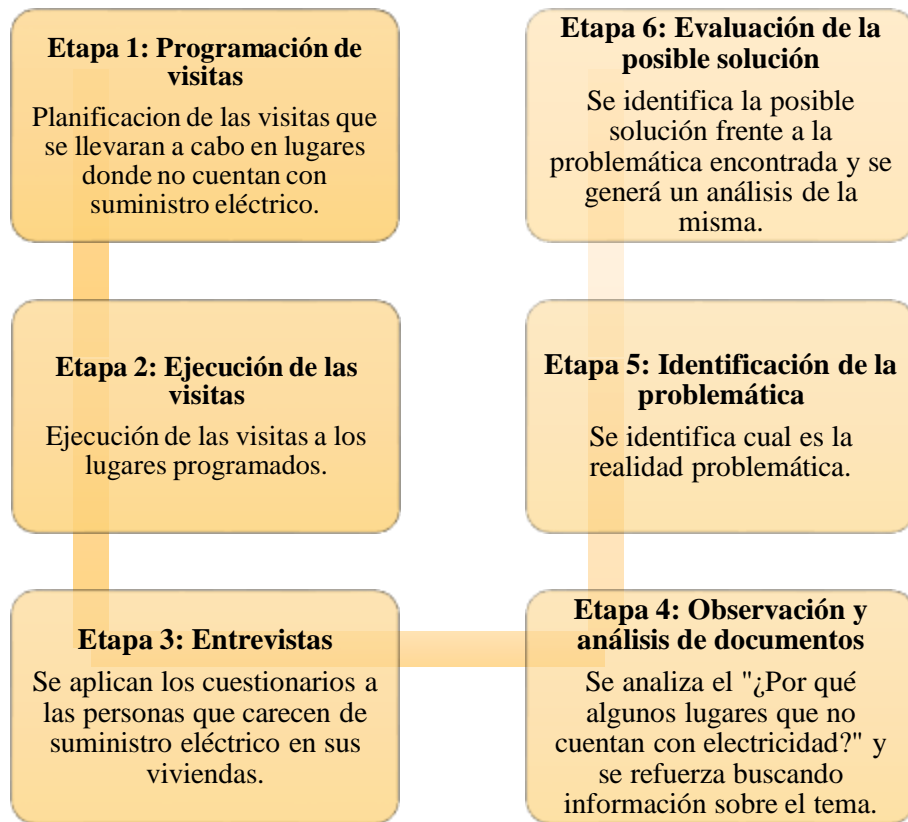 Etapa 1: Programación de
visitas
Planificacion de las visitas que
se llevaran a cabo en lugares
donde no cuentan con
suministro eléctrico.
Etapa 2: Ejecución de las
visitas
Ejecución de las visitas a los
lugares programados.
Etapa 3: Entrevistas
Se aplican los cuestionarios a
las personas que carecen de
suministro eléctrico en sus
viviendas.
Etapa 4: Observación y
análisis de documentos
Se analiza el "¿Por qué
algunos lugares que no
cuentan con electricidad?" y
se refuerza buscando
información sobre el tema.
Etapa 5: Identificación de la
problemática
Se identifica cual es la
realidad problemática.
Etapa 6: Evaluación de la
posible solución
Se identifica la posible
solución frente a la
problemática encontrada y se
generá un análisis de la
misma.